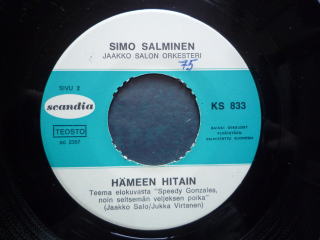 SIMO SALMINEN
JAAKKO SALON ORKESTERI
75
SIVU 2
scandia
KS 833
TEOSTO
HÄMEEN HITAIN
Teema elokuvasta "Speedy Gonzales,
noin seitsemän veljeksen poika"
(Jaakko Salo/Jukka Virtanen)